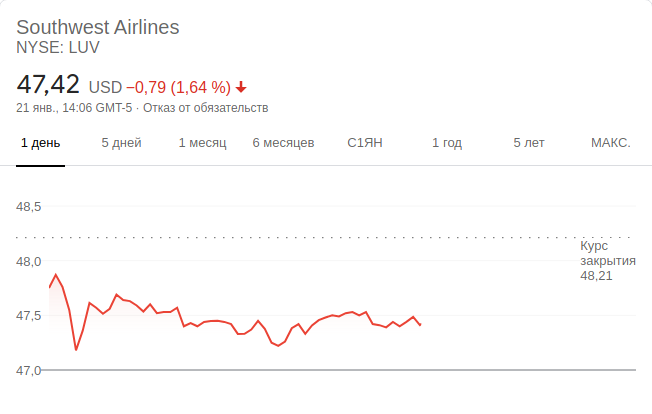 Southwest Airlines
NYSE: LUV
47,42 USD −0,79 (1,64 %)
21 янв., 14:06 GMT-5 · Отказ от обязательств
1 день 5 дней 1 месяц 6 месяцев С1ЯН 1 год 5 лет МАКС.
48,5
Курс
закрытия
48,21
48,0
47,5
47,0